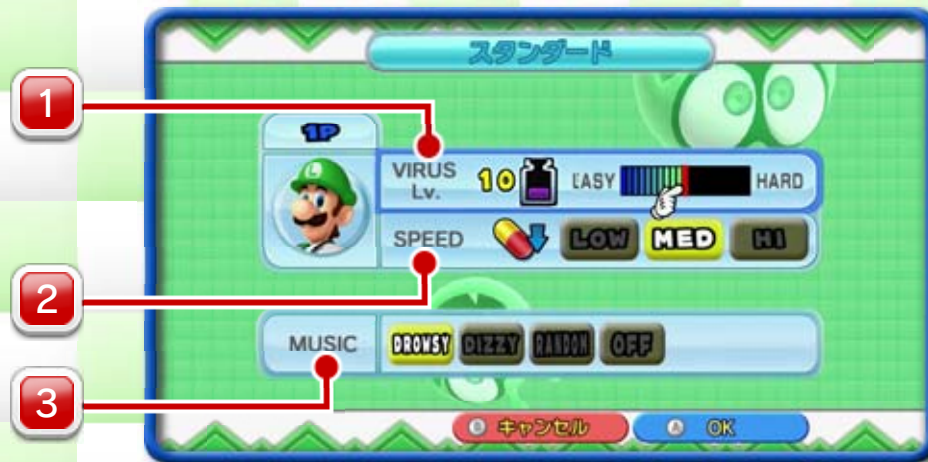 スタンダード
1
1P
VIRUS Lv. 10 EASY HARD
SPEED LOW MED HI
2
MUSIC DROWSY DIZZY RANDOM OFF
3
B キャンセル A OK